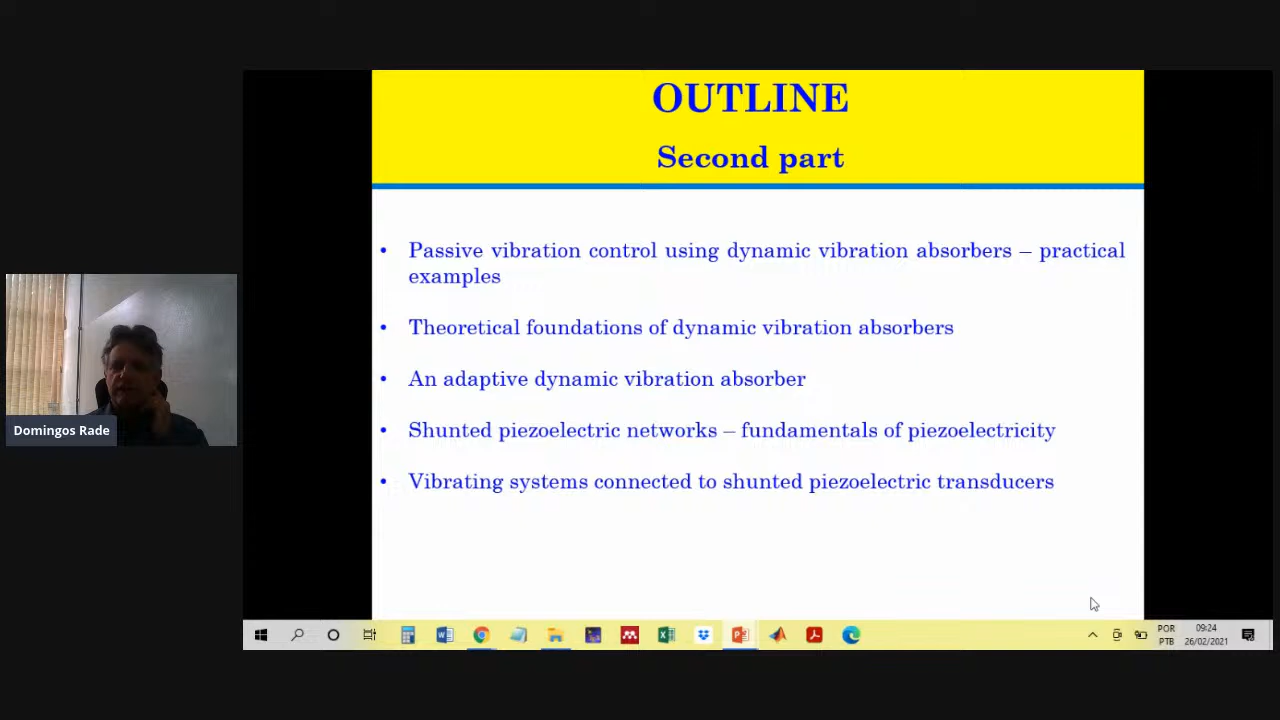 OUTLINE
Second part
• Passive vibration control using dynamic vibration absorbers – practical
examples
• Theoretical foundations of dynamic vibration absorbers
• An adaptive dynamic vibration absorber
• Shunted piezoelectric networks – fundamentals of piezoelectricity
• Vibrating systems connected to shunted piezoelectric transducers
Domingos Rade
POR
PTB
09:24
26/02/2021